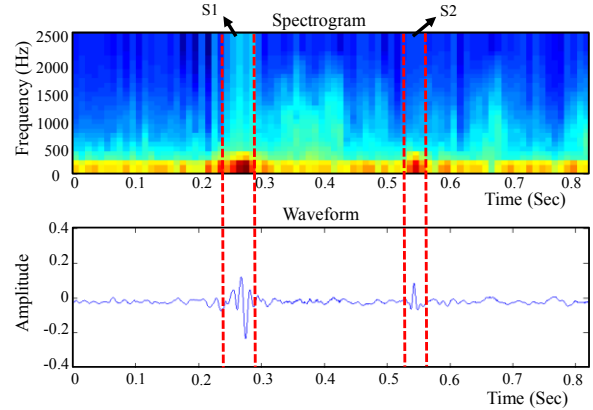 S1 S2
Spectrogram
2500
2000
1500
1000
500
0
Frequency (Hz)
0 0.1 0.2 0.3 0.4 0.5 0.6 0.7 0.8
Time (Sec)
Waveform
0.4
0.2
0
-0.2
-0.4
Amplitude
0 0.1 0.2 0.3 0.4 0.5 0.6 0.7 0.8
Time (Sec)